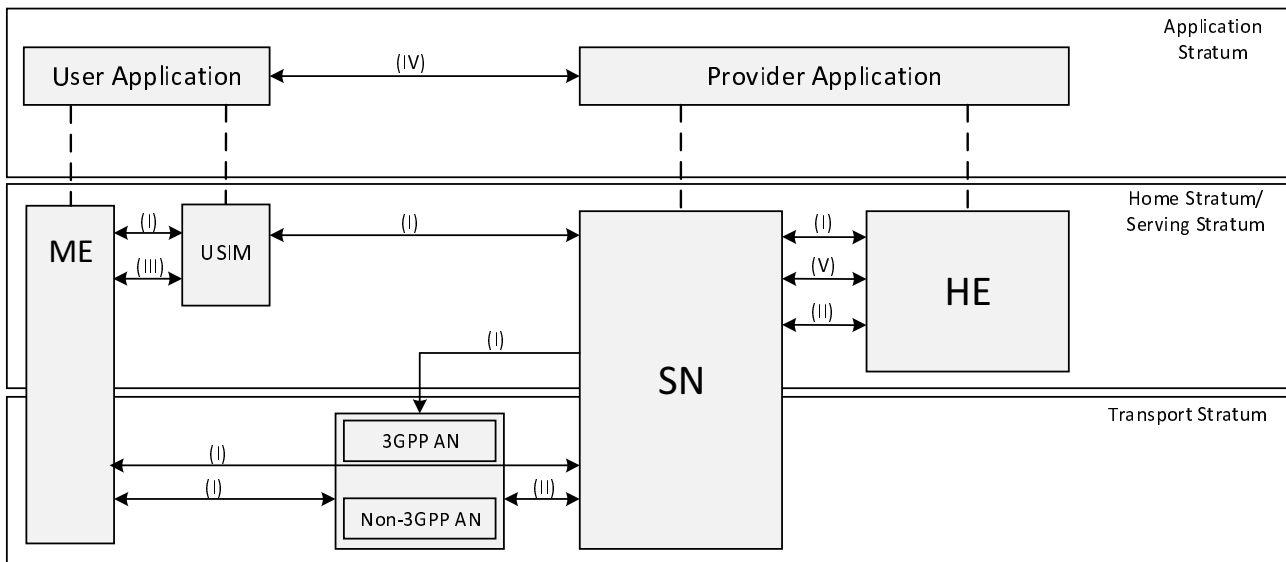 Application
Stratum
User Application
(IV)
Provider Application
Home Stratum/
Serving Stratum
ME
(I)
(III)
USIM
(I)
(I)
(V)
(II)
HE
(I)
SN
Transport Stratum
3GPP AN
(I)
(I)
(II)
Non-3GPP AN